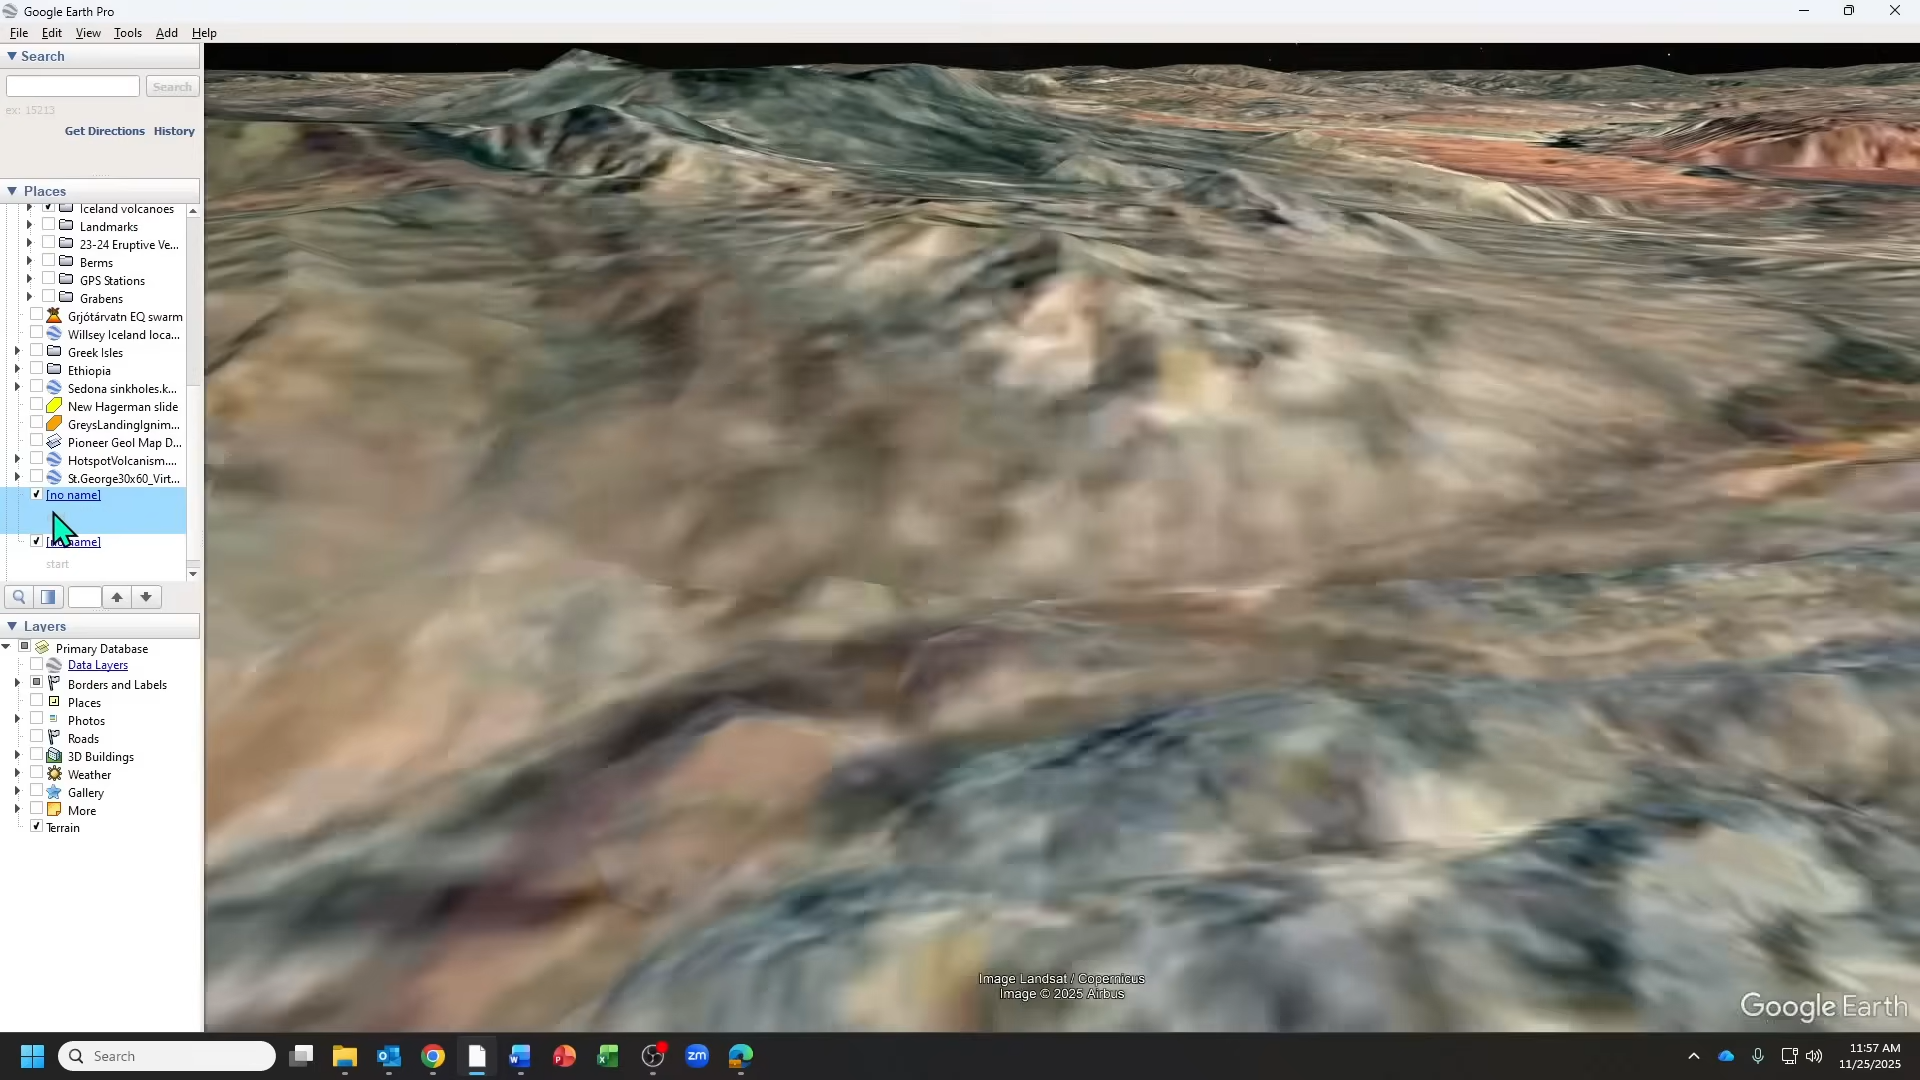 Google Earth Pro
File Edit View Tools Add Help
Search
Search
ex: 15213
Get Directions History
Places
Iceland volcanoes
Landmarks
23-24 Eruptive Ve...
Berms
GPS Stations
Grabens
Grjótárvatn EQ swarm
Willsey Iceland loca...
Greek Isles
Ethiopia
Sedona sinkholes.k...
New Hagerman slide
GreysLandingIgnim...
Pioneer Geol Map D...
HotspotVolcanism....
St.George30x60_Virt...
[no name]
[no name]
start
Layers
Primary Database
Data Layers
Borders and Labels
Places
Photos
Roads
3D Buildings
Weather
Gallery
More
Terrain
Image Landsat / Copernicus
Image © 2025 Airbus
Google Earth
Search
zm
11:57 AM
11/25/2025